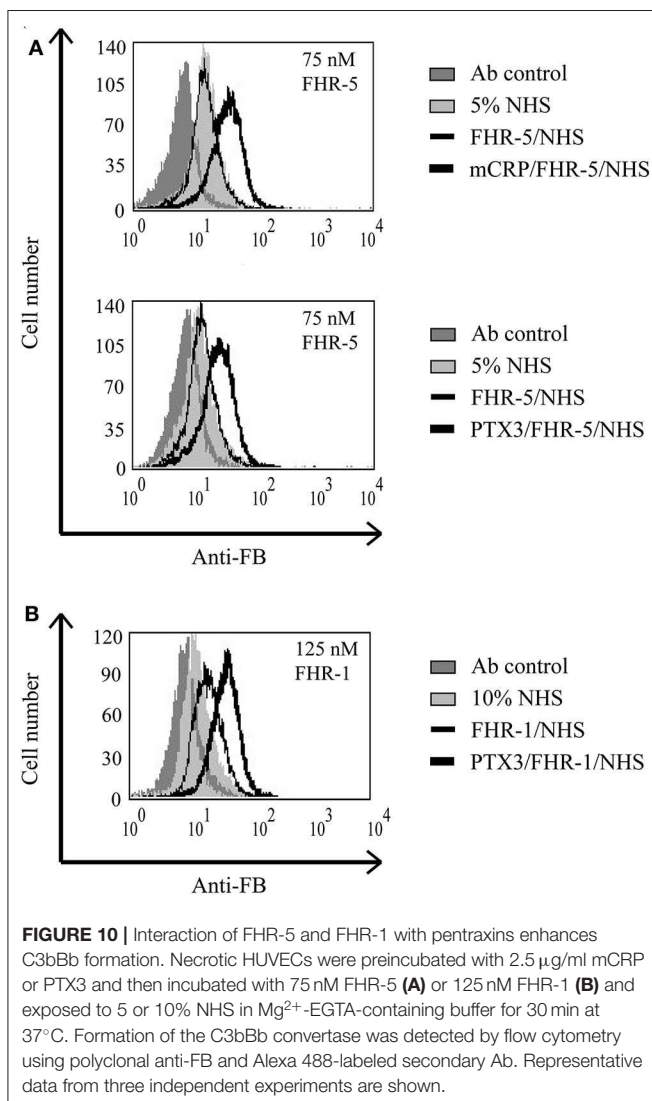 A
140
105
70
35
0
75 nM
FHR-5
10^0 10^1 10^2 10^3 10^4
Ab control
5% NHS
FHR-5/NHS
mCRP/FHR-5/NHS
Cell number
140
105
70
35
0
75 nM
FHR-5
10^0 10^1 10^2 10^3 10^4
Ab control
5% NHS
FHR-5/NHS
PTX3/FHR-5/NHS
Anti-FB
B
120
90
60
30
0
125 nM
FHR-1
10^0 10^1 10^2 10^3 10^4
Ab control
10% NHS
FHR-1/NHS
PTX3/FHR-1/NHS
Cell number
Anti-FB
FIGURE 10 | Interaction of FHR-5 and FHR-1 with pentraxins enhances
C3bBb formation. Necrotic HUVECs were preincubated with 2.5 μg/ml mCRP
or PTX3 and then incubated with 75 nM FHR-5 (A) or 125 nM FHR-1 (B) and
exposed to 5 or 10% NHS in Mg²⁺-EGTA-containing buffer for 30 min at
37°C. Formation of the C3bBb convertase was detected by flow cytometry
using polyclonal anti-FB and Alexa 488-labeled secondary Ab. Representative
data from three independent experiments are shown.